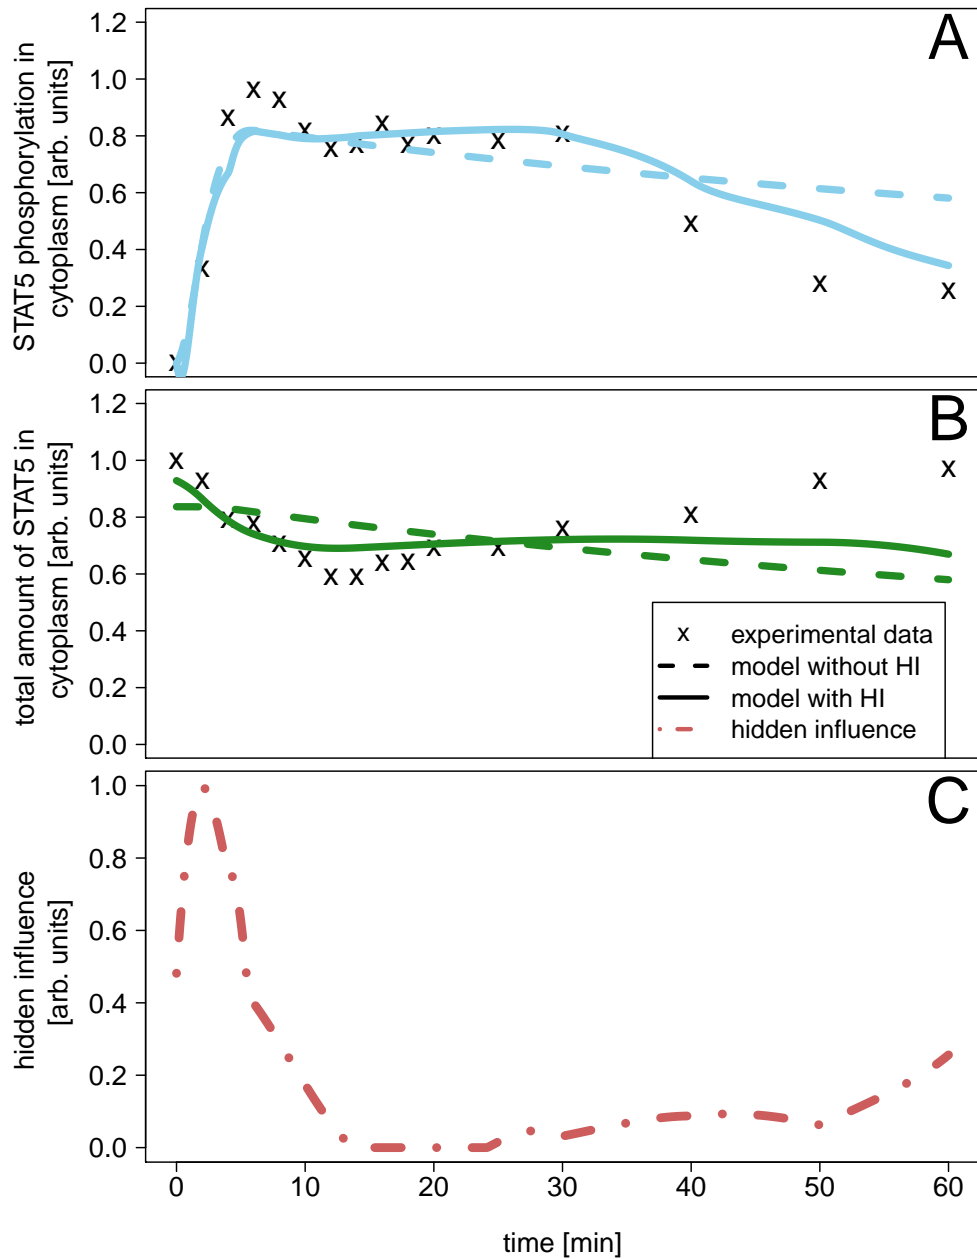 A
STAT5 phosphorylation in
cytoplasm [arb. units]
1.2
1.0
0.8
0.6
0.4
0.2
0.0
x x x x x x x x x x x x x x x x
B
total amount of STAT5 in
cytoplasm [arb. units]
1.2
1.0
0.8
0.6
0.4
0.2
0.0
x x x x x x x x x x x x x x x x
x experimental data
model without HI
model with HI
hidden influence
C
hidden influence
[arb. units]
1.0
0.8
0.6
0.4
0.2
0.0
0 10 20 30 40 50 60
time [min]